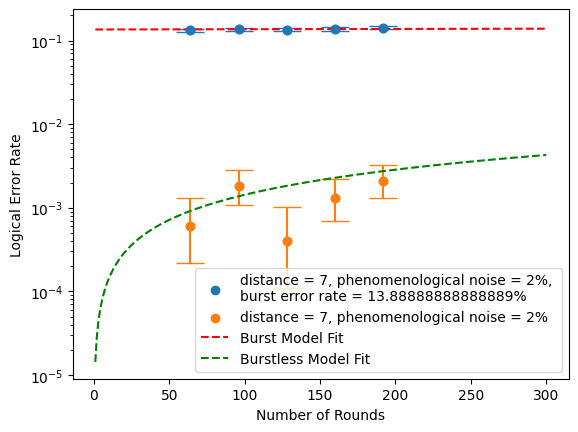 Logical Error Rate
10⁻¹
10⁻²
10⁻³
10⁻⁴
10⁻⁵
distance = 7, phenomenological noise = 2%,
burst error rate = 13.88888888888889%
distance = 7, phenomenological noise = 2%
Burst Model Fit
Burstless Model Fit
0 50 100 150 200 250 300
Number of Rounds